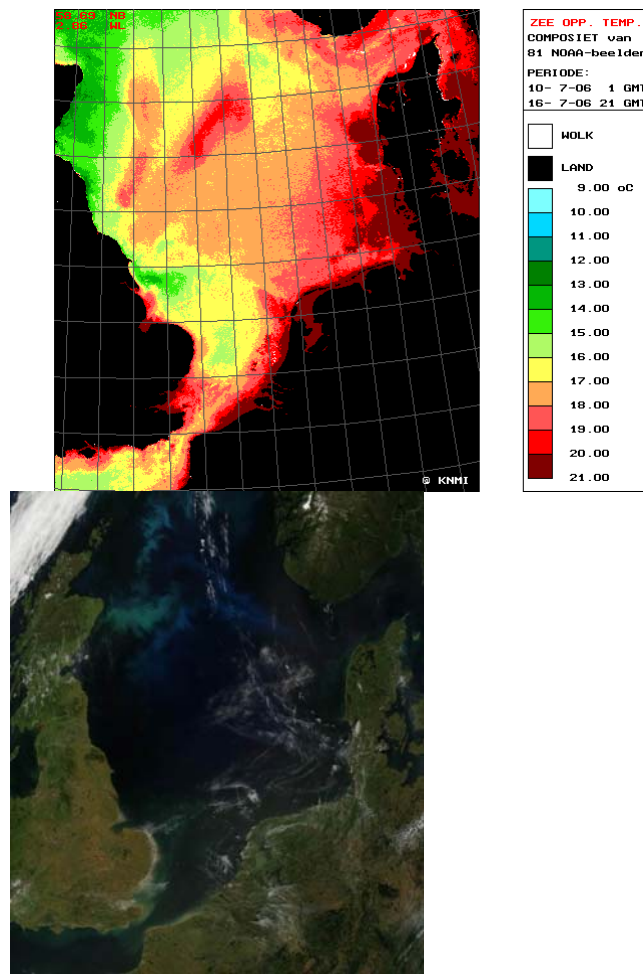 58.69 NB
2.86 WL
ZEE OPP. TEMP.
COMPOSIET van
81 NOAA-beelden
PERIODE:
10- 7-06 1 GMT
16- 7-06 21 GMT
WOLK
LAND
9.00 oC
10.00
11.00
12.00
13.00
14.00
15.00
16.00
17.00
18.00
19.00
20.00
21.00
@ KNMI